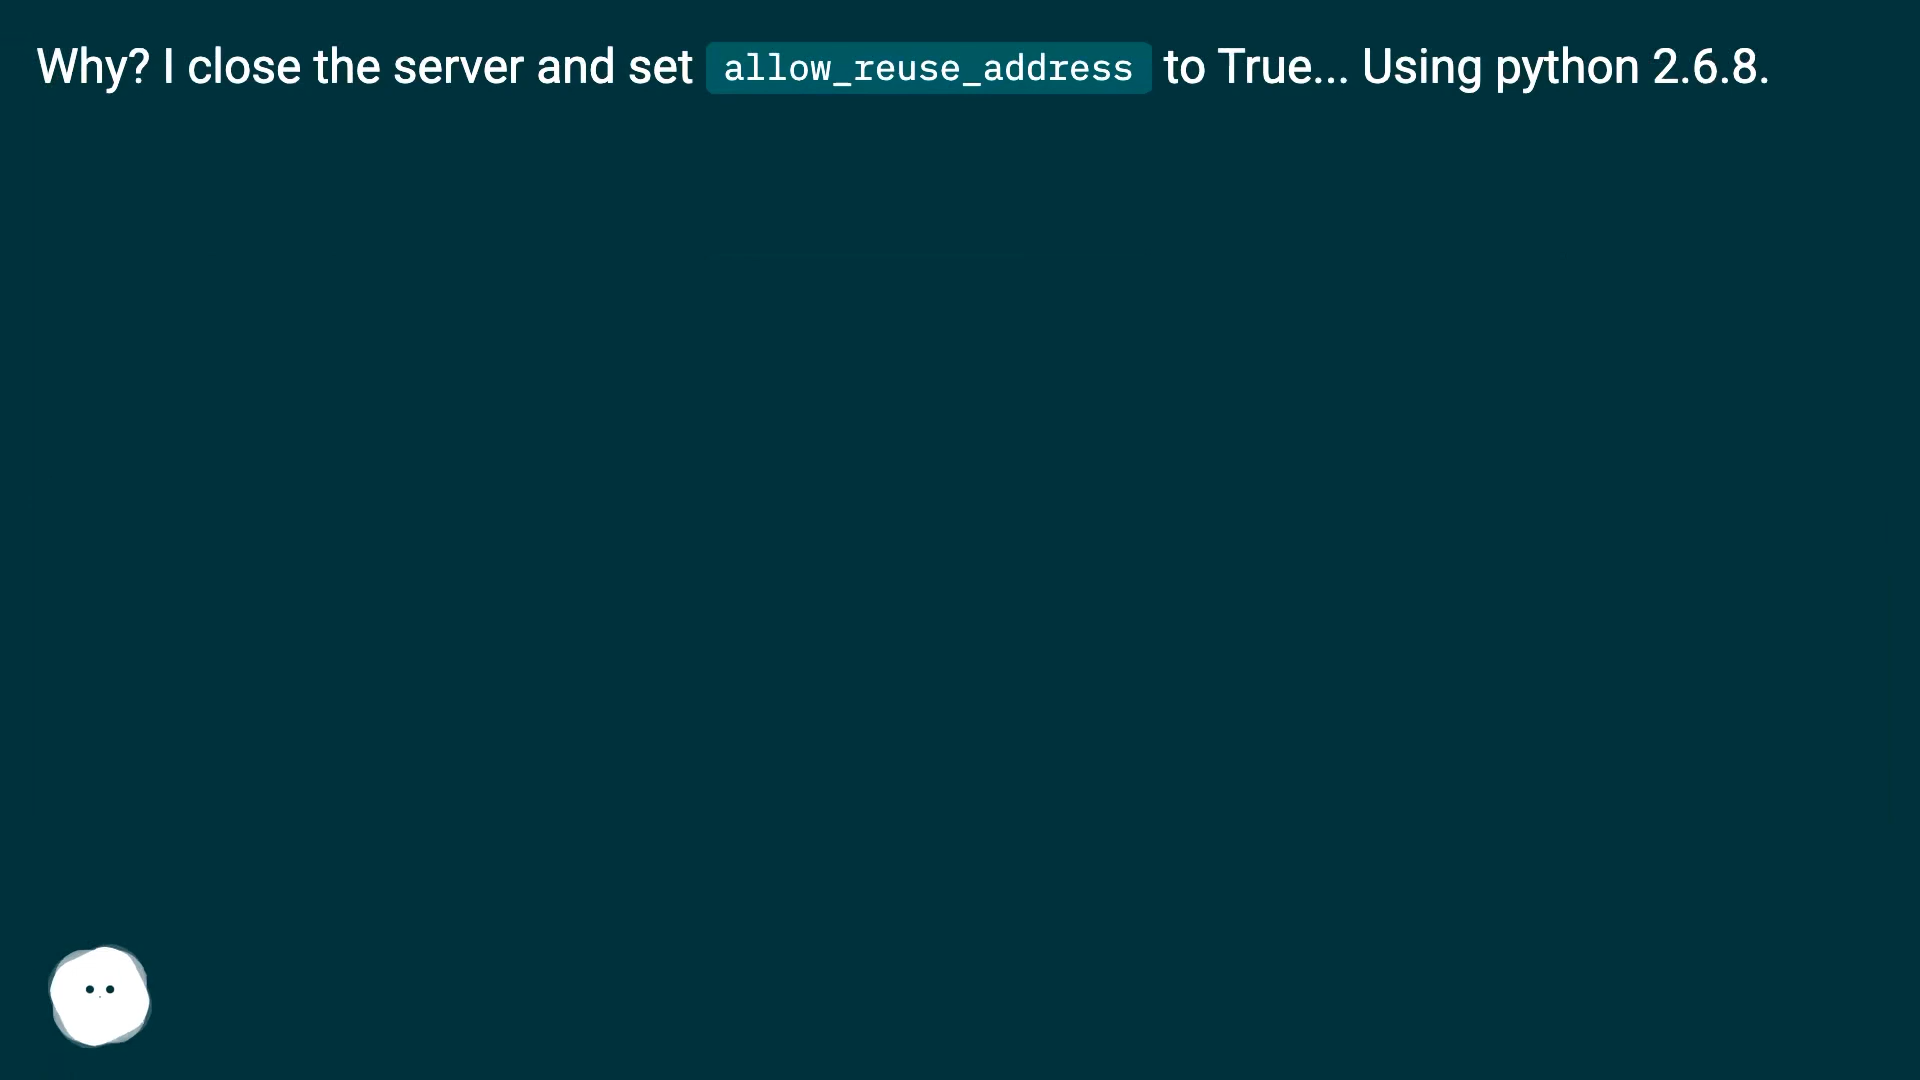 Why? I close the server and set allow_reuse_address to True... Using python 2.6.8.